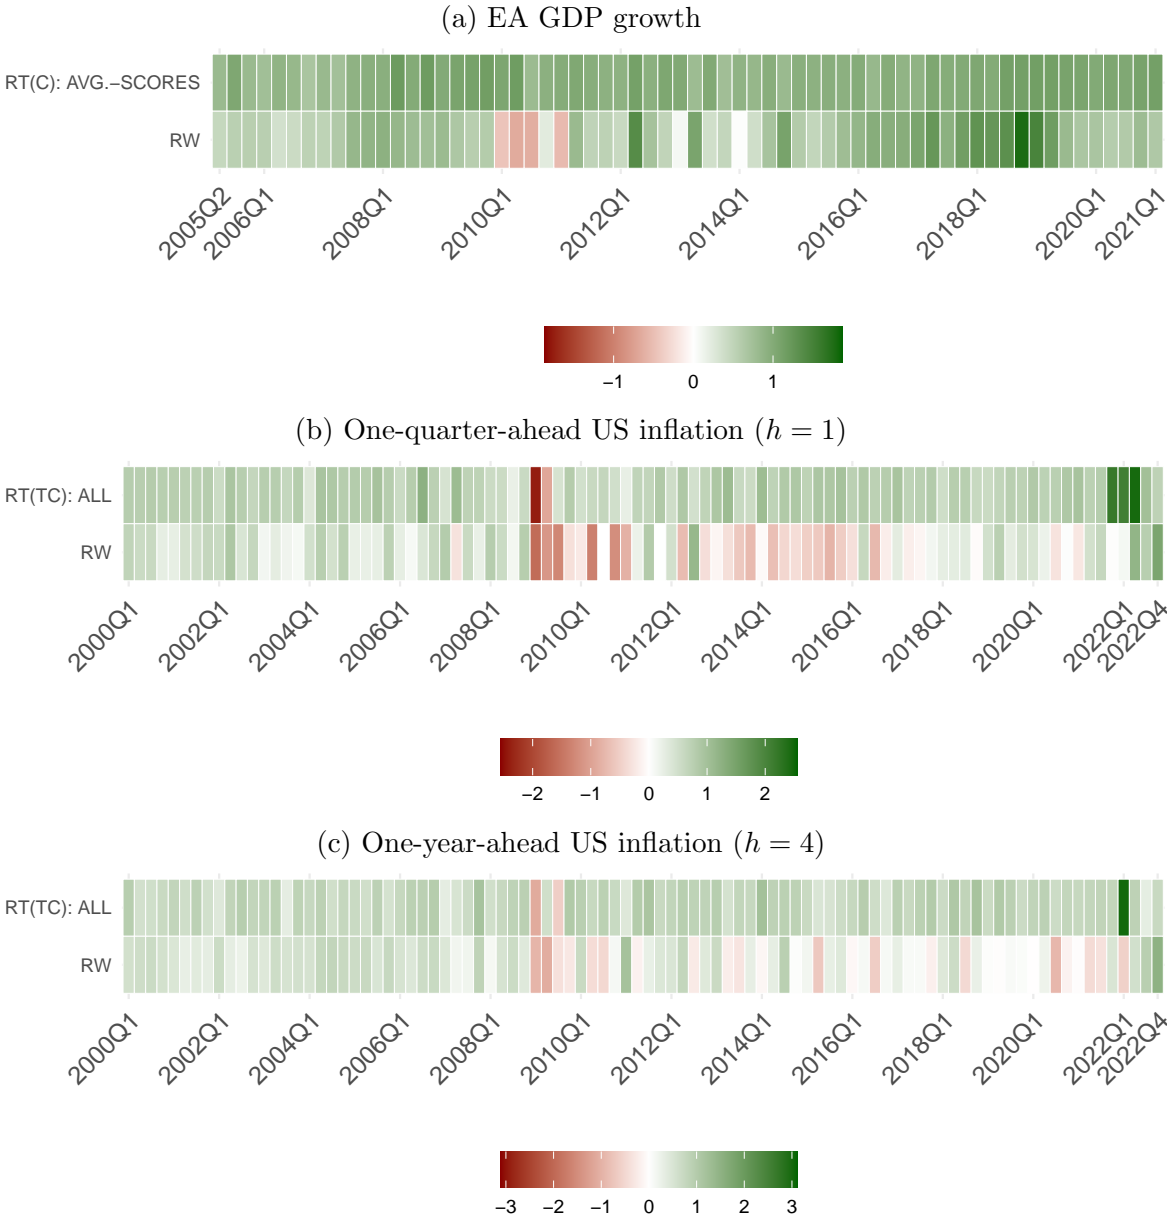 (a) EA GDP growth
RT(C): AVG.−SCORES
RW
2005Q2 2006Q1 2008Q1 2010Q1 2012Q1 2014Q1 2016Q1 2018Q1 2020Q1 2021Q1
−1 0 1
(b) One-quarter-ahead US inflation (h = 1)
RT(TC): ALL
RW
2000Q1 2002Q1 2004Q1 2006Q1 2008Q1 2010Q1 2012Q1 2014Q1 2016Q1 2018Q1 2020Q1 2022Q1 2022Q4
−2 −1 0 1 2
(c) One-year-ahead US inflation (h = 4)
RT(TC): ALL
RW
2000Q1 2002Q1 2004Q1 2006Q1 2008Q1 2010Q1 2012Q1 2014Q1 2016Q1 2018Q1 2020Q1 2022Q1 2022Q4
−3 −2 −1 0 1 2 3